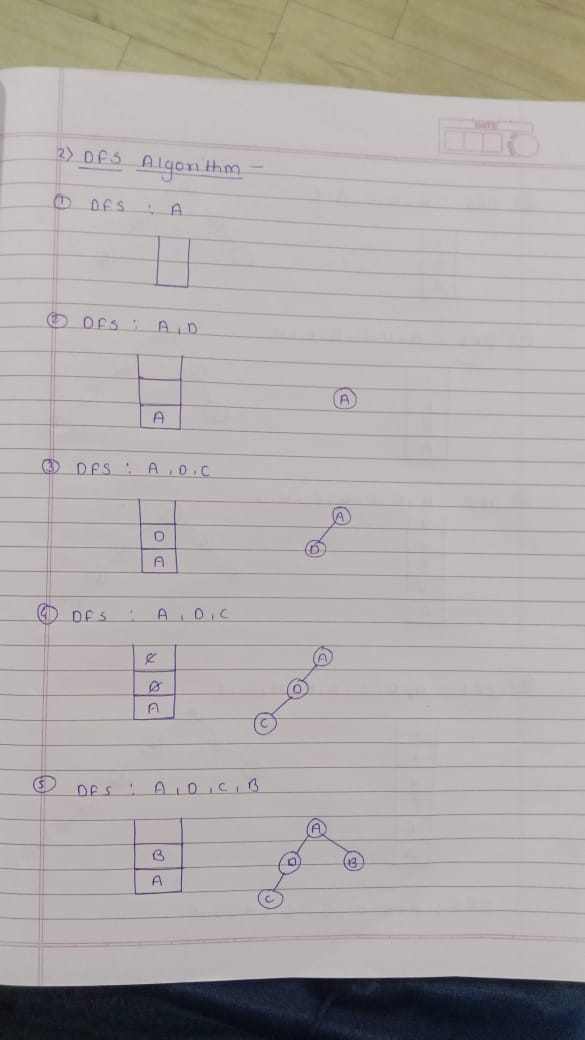 DATE
2) DFS Algorithm -
① DFS : A
② DFS : A, D
A
A
③ DFS : A, D, C
A
D
D
A
④ DFS : A, D, C
C
A
D
D
A
C
⑤ DFS : A, D, C, B
A
B
D
B
A
C